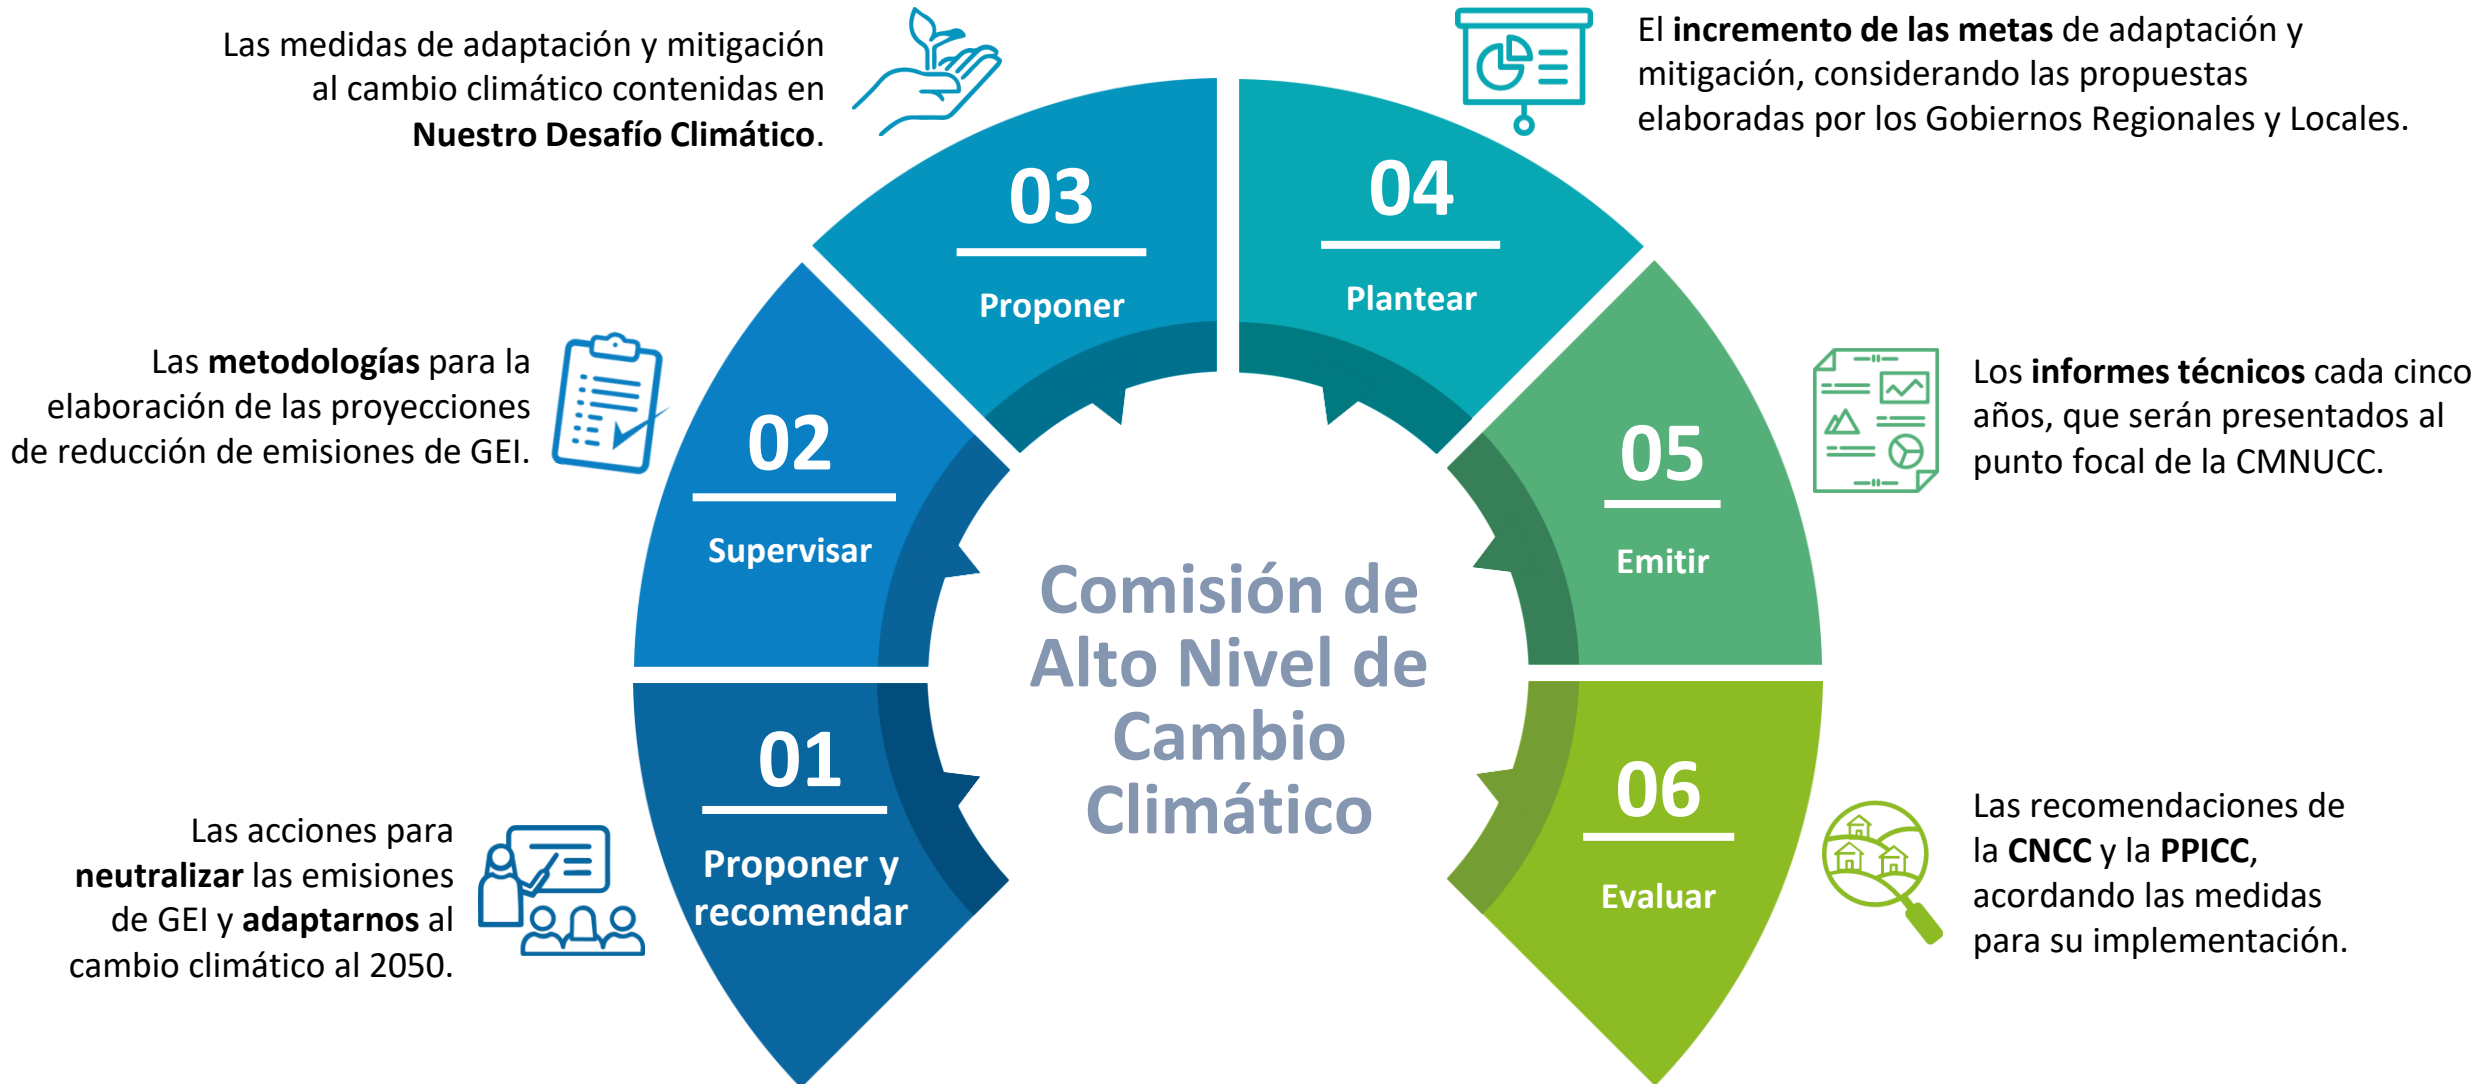 Las medidas de adaptación y mitigación
al cambio climático contenidas en
Nuestro Desafío Climático.
03
Proponer
04
Plantear
El incremento de las metas de adaptación y
mitigación, considerando las propuestas
elaboradas por los Gobiernos Regionales y Locales.
Las metodologías para la
elaboración de las proyecciones
de reducción de emisiones de GEI.
02
Supervisar
05
Emitir
Los informes técnicos cada cinco
años, que serán presentados al
punto focal de la CMNUCC.
Comisión de
Alto Nivel de
Cambio
Climático
Las acciones para
neutralizar las emisiones
de GEI y adaptarnos al
cambio climático al 2050.
01
Proponer y
recomendar
06
Evaluar
Las recomendaciones de
la CNCC y la PPICC,
acordando las medidas
para su implementación.